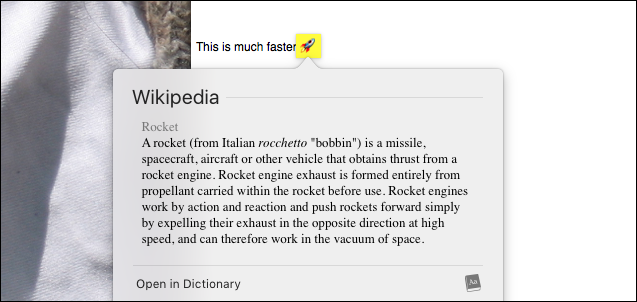 This is much faster 🚀
Wikipedia
Rocket
A rocket (from Italian rocchetto "bobbin") is a missile,
spacecraft, aircraft or other vehicle that obtains thrust from a
rocket engine. Rocket engine exhaust is formed entirely from
propellant carried within the rocket before use. Rocket engines
work by action and reaction and push rockets forward simply
by expelling their exhaust in the opposite direction at high
speed, and can therefore work in the vacuum of space.
Open in Dictionary
Aa